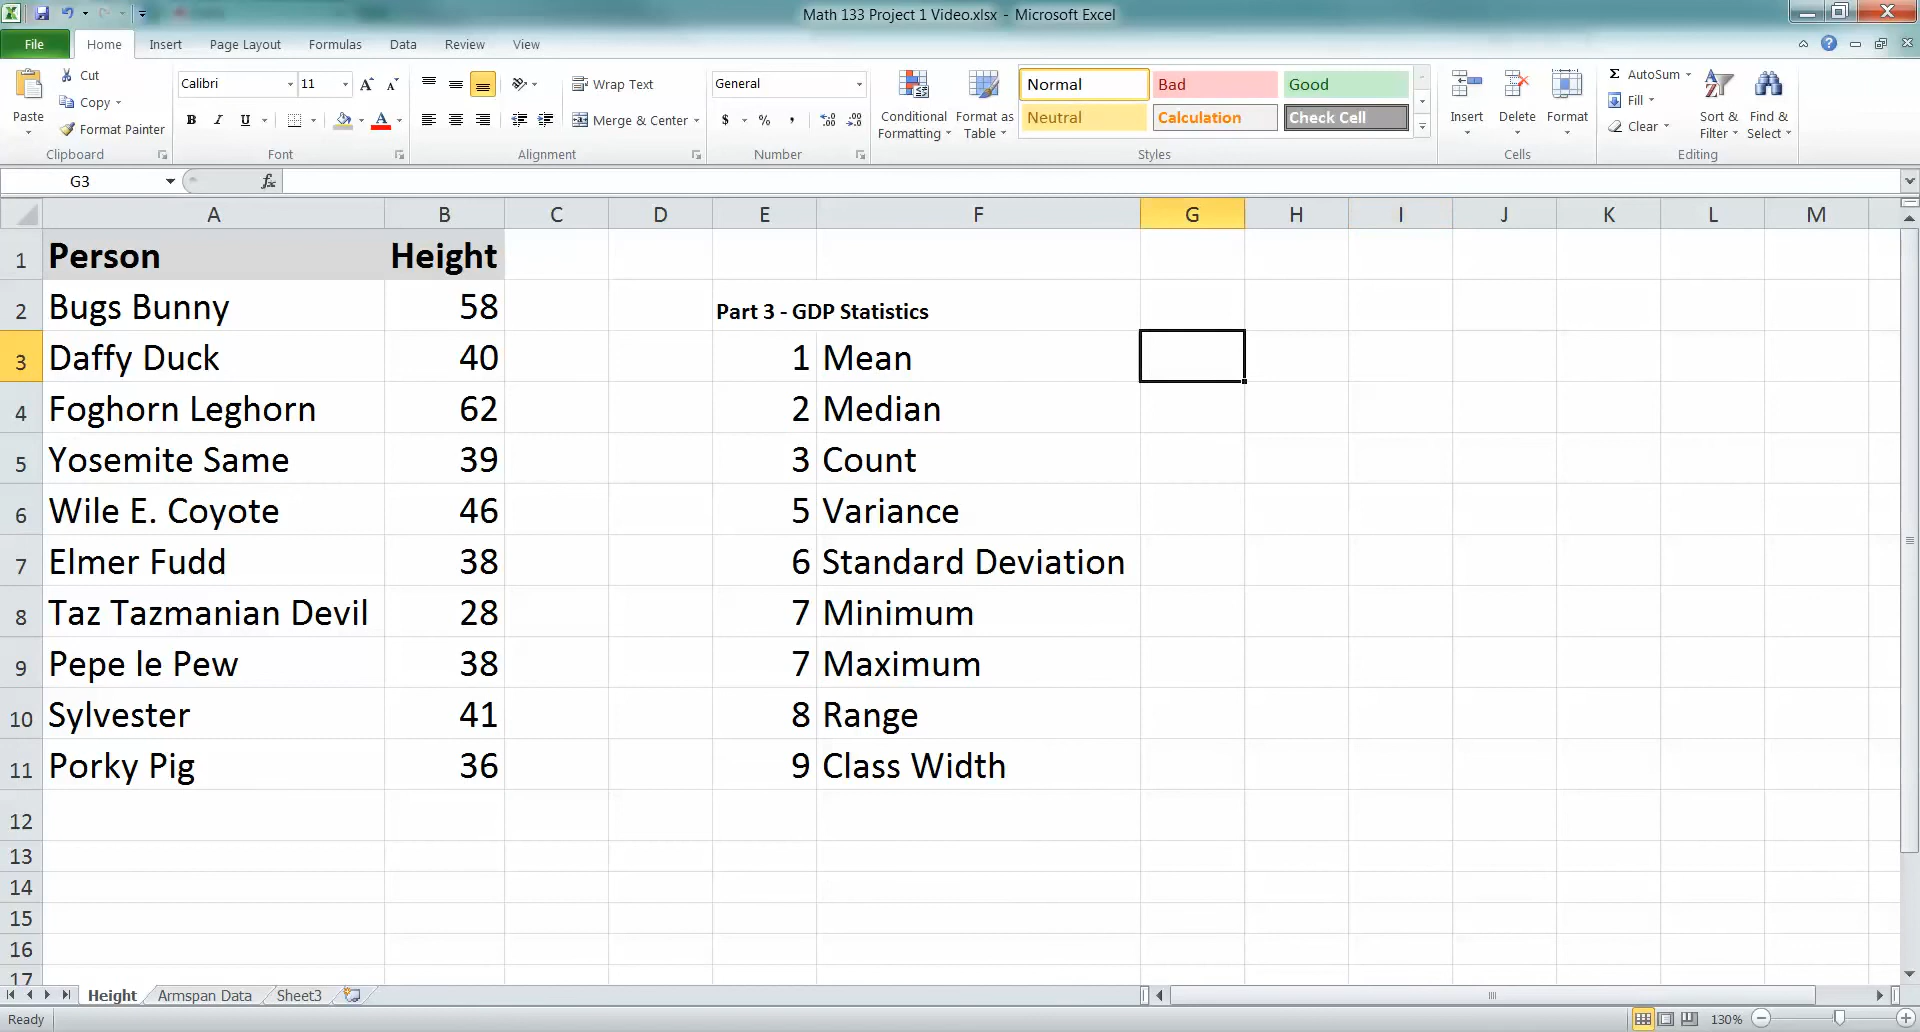 Math 133 Project 1 Video.xlsx - Microsoft Excel
File Home Insert Page Layout Formulas Data Review View
Paste
Cut
Copy
Format Painter
Clipboard
Calibri 11
B I U
Font
Wrap Text
Merge & Center
Alignment
General
$ % ,
Number
Conditional Formatting
Format as Table
Normal Bad Good
Neutral Calculation Check Cell
Styles
Insert Delete Format
Cells
Σ AutoSum
Fill
Clear
Sort & Filter
Find & Select
Editing
G3 fx
A B C D E F G H I J K L M
1 Person Height
2 Bugs Bunny 58 Part 3 - GDP Statistics
3 Daffy Duck 40 1 Mean
4 Foghorn Leghorn 62 2 Median
5 Yosemite Same 39 3 Count
6 Wile E. Coyote 46 5 Variance
7 Elmer Fudd 38 6 Standard Deviation
8 Taz Tazmanian Devil 28 7 Minimum
9 Pepe le Pew 38 7 Maximum
10 Sylvester 41 8 Range
11 Porky Pig 36 9 Class Width
12
13
14
15
16
17
Height Armspan Data Sheet3
Ready 130%